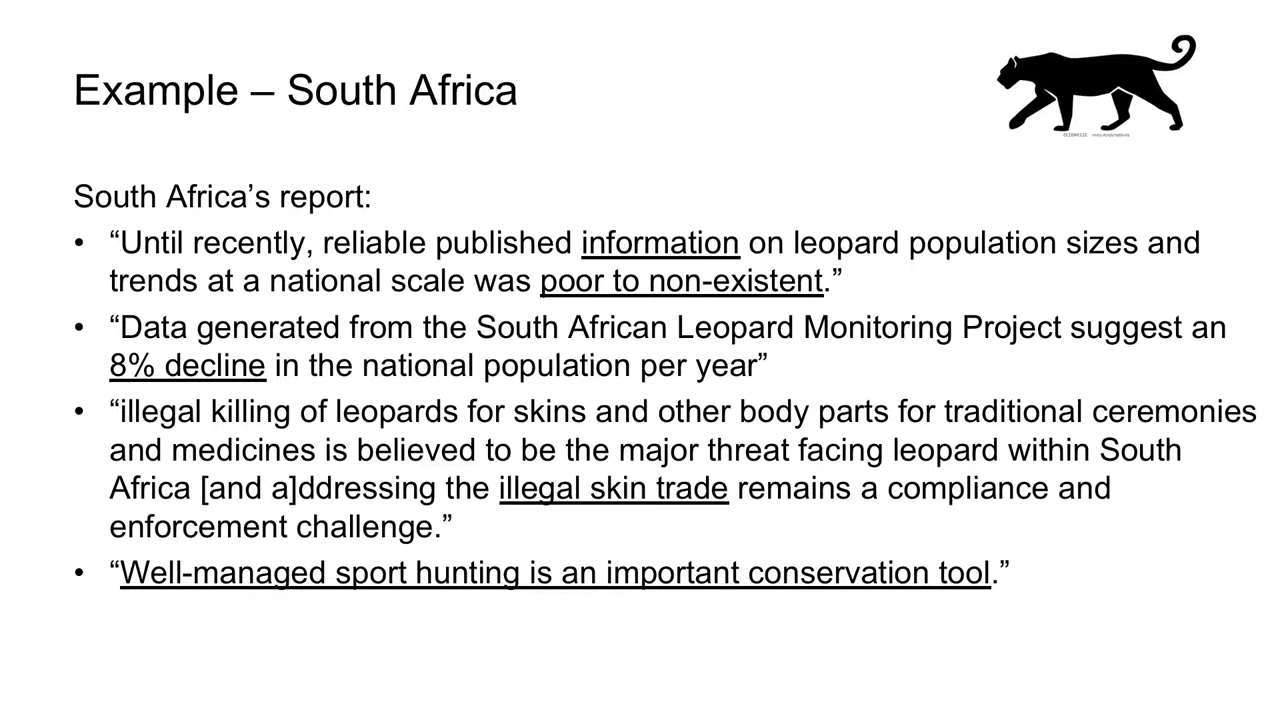 Example – South Africa
South Africa’s report:
• “Until recently, reliable published information on leopard population sizes and
trends at a national scale was poor to non-existent.”
• “Data generated from the South African Leopard Monitoring Project suggest an
8% decline in the national population per year”
• “illegal killing of leopards for skins and other body parts for traditional ceremonies
and medicines is believed to be the major threat facing leopard within South
Africa [and a]ddressing the illegal skin trade remains a compliance and
enforcement challenge.”
• “Well-managed sport hunting is an important conservation tool.”